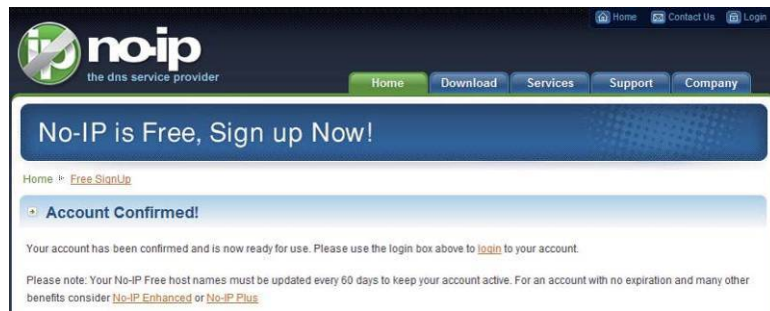 Home Contact Us Login
no-ip
the dns service provider
Home Download Services Support Company
No-IP is Free, Sign up Now!
Home Free SignUp
Account Confirmed!
Your account has been confirmed and is now ready for use. Please use the login box above to login to your account.
Please note: Your No-IP Free host names must be updated every 60 days to keep your account active. For an account with no expiration and many other
benefits consider No-IP Enhanced or No-IP Plus